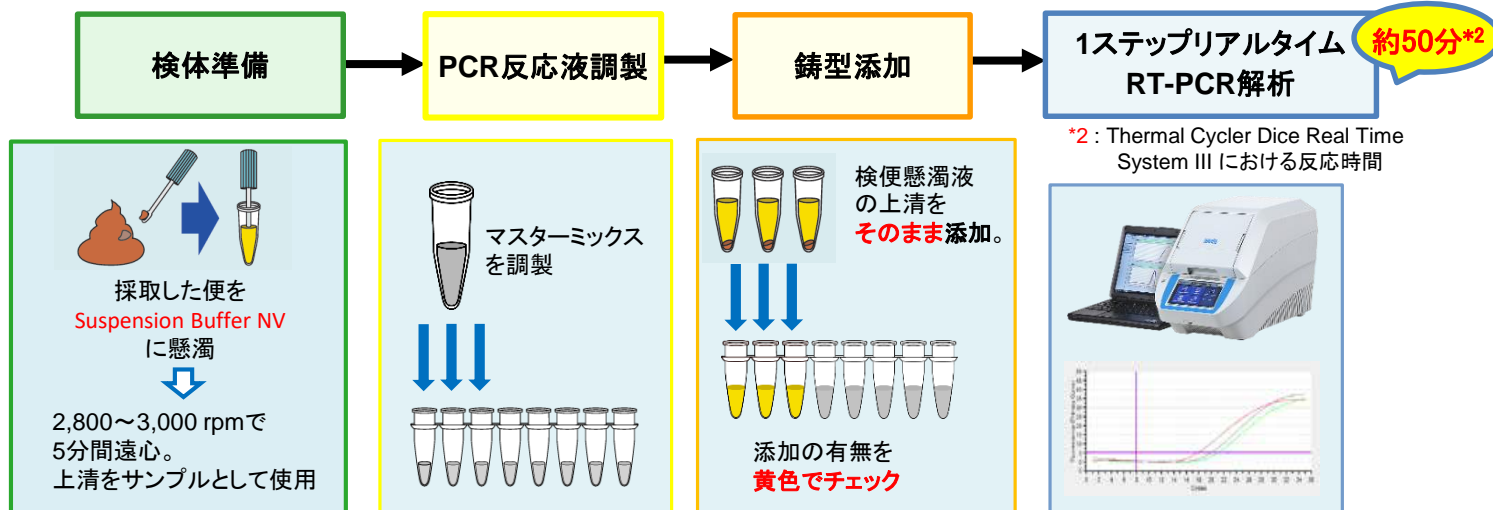 検体準備
PCR反応液調製
鋳型添加
1ステップリアルタイム
RT-PCR解析
約50分*2
*2 : Thermal Cycler Dice Real Time
System III における反応時間
採取した便を
Suspension Buffer NV
に懸濁
2,800～3,000 rpmで
5分間遠心。
上清をサンプルとして使用
マスターミックス
を調製
検便懸濁液
の上清を
そのまま添加。
添加の有無を
黄色でチェック